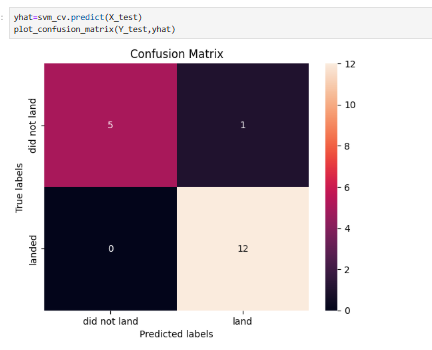 :
yhat=svm_cv.predict(X_test)
plot_confusion_matrix(Y_test,yhat)
Confusion Matrix
True labels
did not land
landed
5
1
0
12
did not land
land
Predicted labels
12
10
8
6
4
2
0